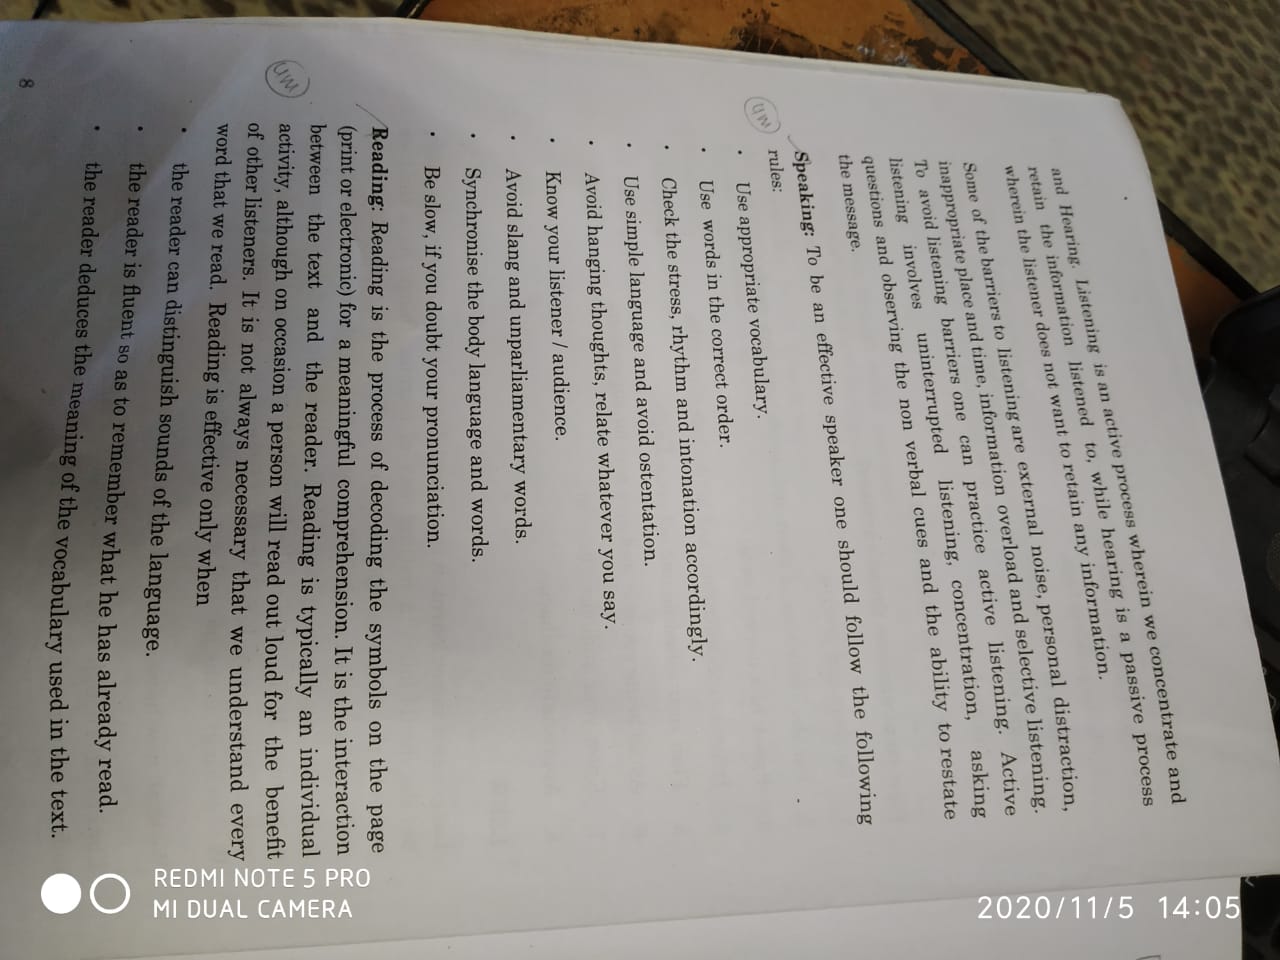 and Hearing. Listening is an active process wherein we concentrate and
retain the information listened to, while hearing is a passive process
wherein the listener does not want to retain any information.
Some of the barriers to listening are external noise, personal distraction,
inappropriate place and time, information overload and selective listening.
To avoid listening barriers one can practice active listening. Active
listening involves uninterrupted listening, concentration, asking
questions and observing the non verbal cues and the ability to restate
the message.
4M
Speaking: To be an effective speaker one should follow the following
rules:
• Use appropriate vocabulary.
• Use words in the correct order.
• Check the stress, rhythm and intonation accordingly.
• Use simple language and avoid ostentation.
• Avoid hanging thoughts, relate whatever you say.
• Know your listener / audience.
• Avoid slang and unparliamentary words.
• Synchronise the body language and words.
• Be slow, if you doubt your pronunciation.
4M
Reading: Reading is the process of decoding the symbols on the page
(print or electronic) for a meaningful comprehension. It is the interaction
between the text and the reader. Reading is typically an individual
activity, although on occasion a person will read out loud for the benefit
of other listeners. It is not always necessary that we understand every
word that we read. Reading is effective only when
• the reader can distinguish sounds of the language.
• the reader is fluent so as to remember what he has already read.
• the reader deduces the meaning of the vocabulary used in the text.
8
REDMI NOTE 5 PRO
MI DUAL CAMERA
2020/11/5 14:05